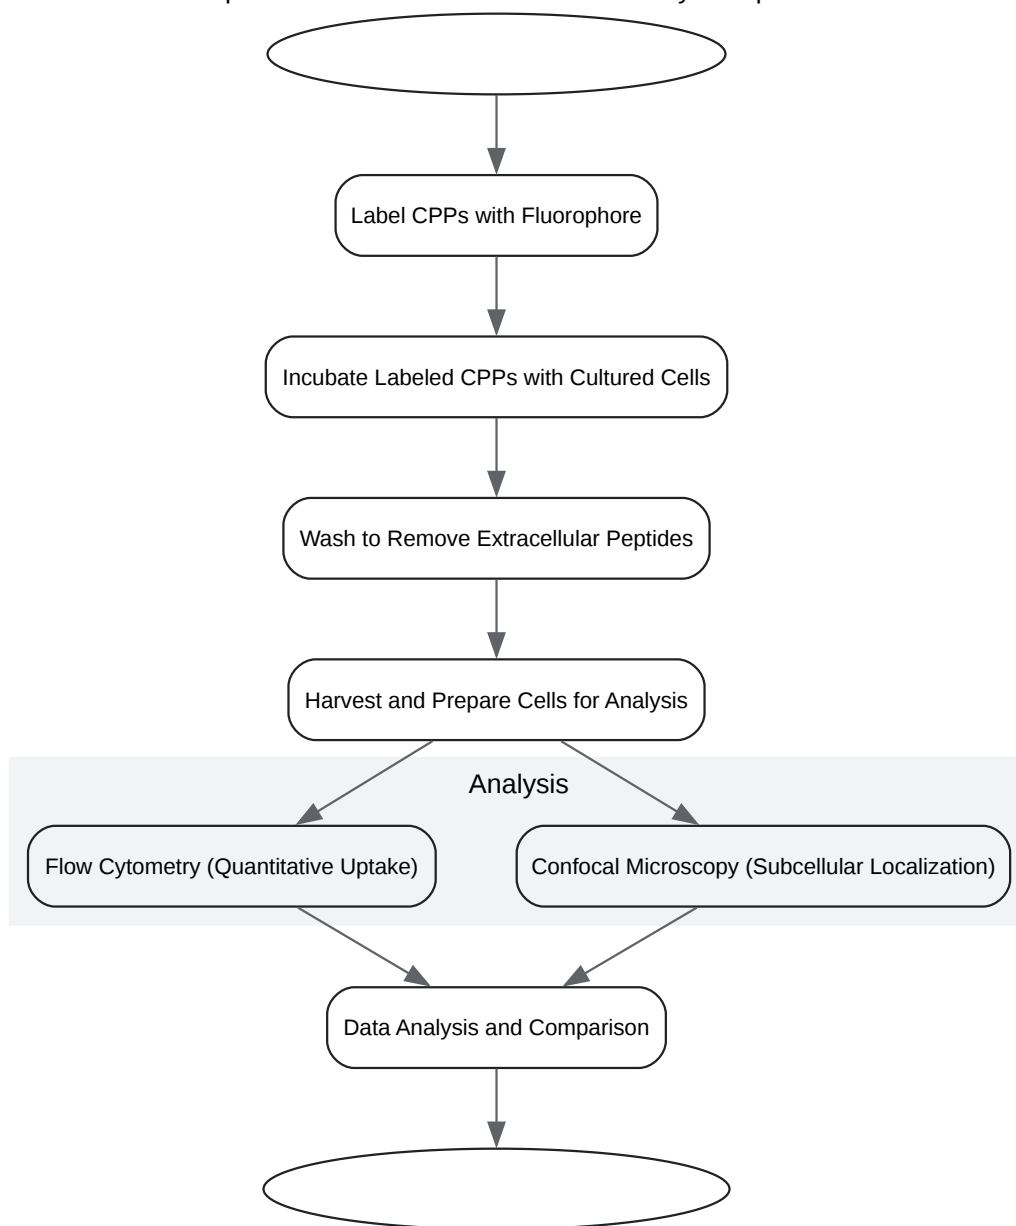 Label CPPs with Fluorophore
Incubate Labeled CPPs with Cultured Cells
Wash to Remove Extracellular Peptides
Harvest and Prepare Cells for Analysis
Analysis
Flow Cytometry (Quantitative Uptake)
Confocal Microscopy (Subcellular Localization)
Data Analysis and Comparison